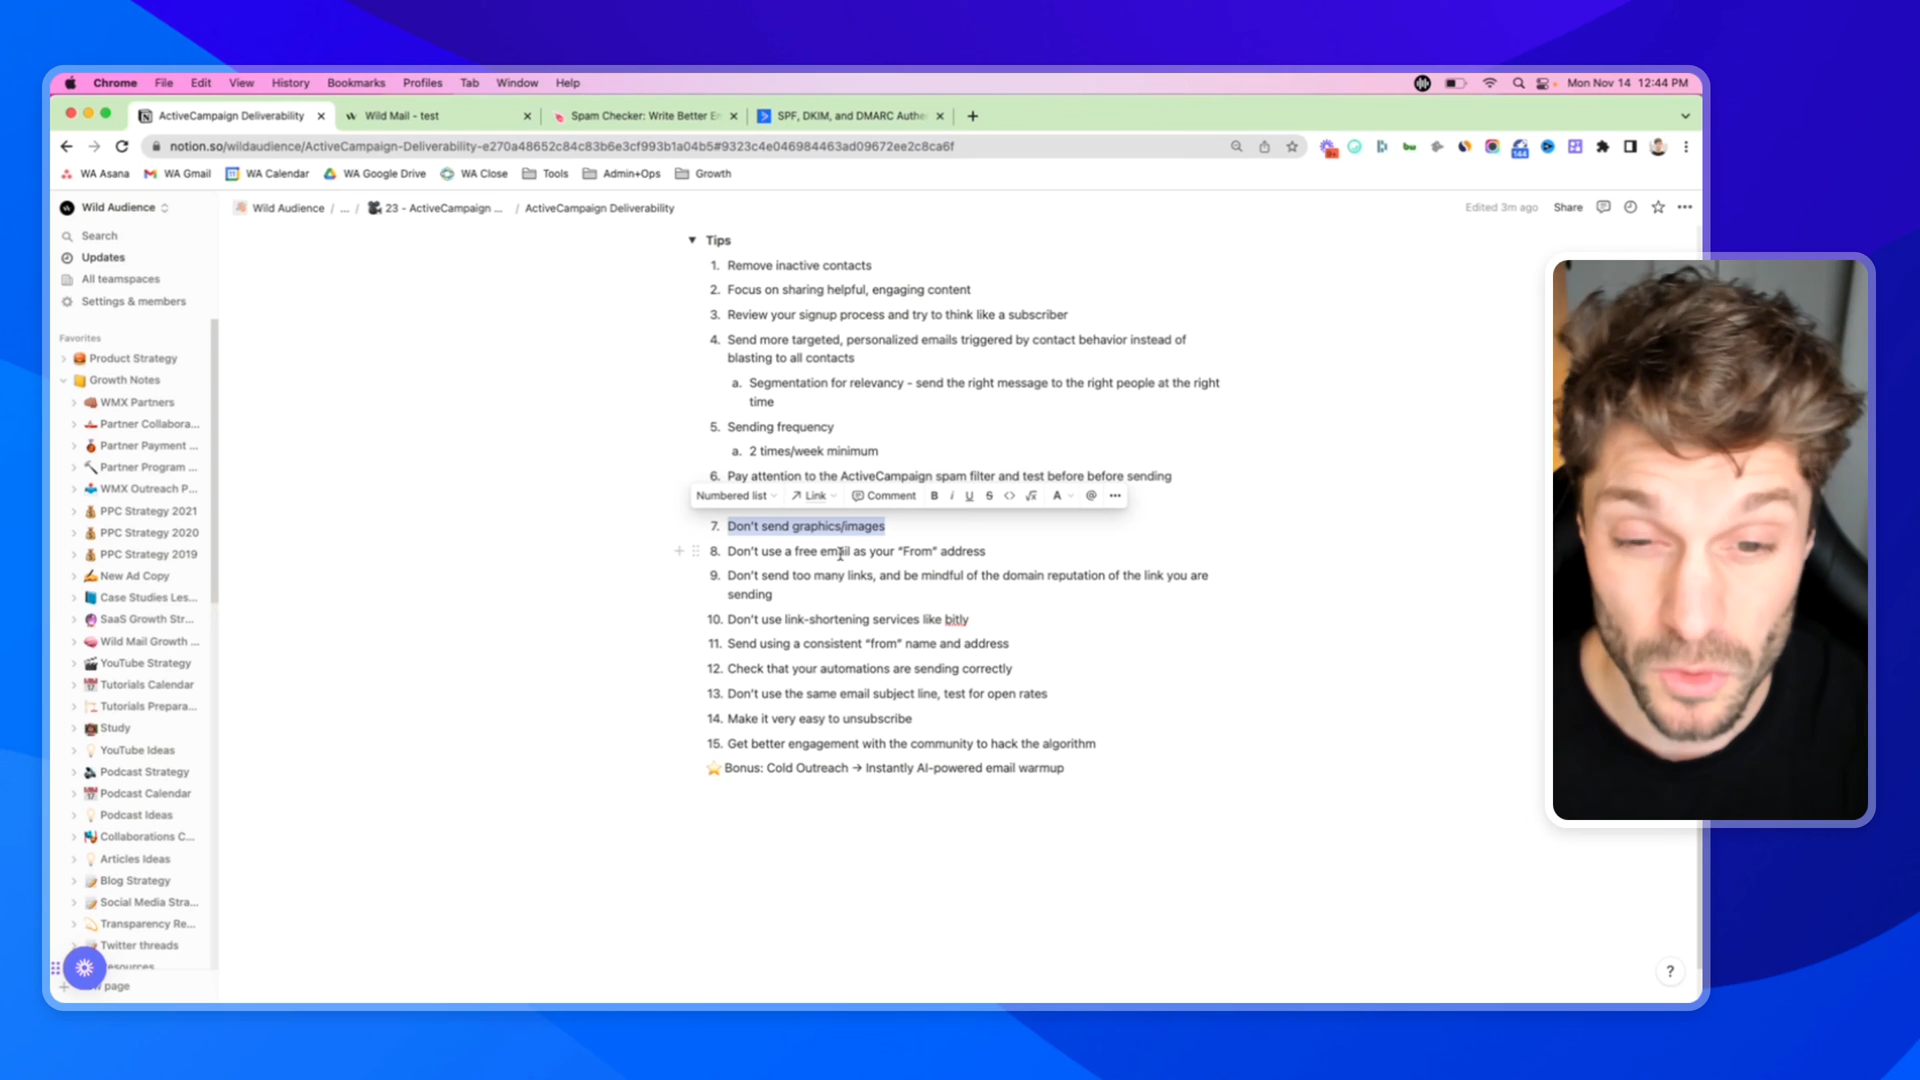 Chrome File Edit View History Bookmarks Profiles Tab Window Help Mon Nov 14 12:44 PM
ActiveCampaign Deliverability Wild Mail - test Spam Checker: Write Better E SPF, DKIM, and DMARC Authe
notion.so/wildaudience/ActiveCampaign-Deliverability-e270a48652c84c83b6e3cf993b1a04b5#9323c4e046984463ad09672ee2c8ca6f
WA Asana WA Gmail WA Calendar WA Google Drive WA Close Tools Admin+Ops Growth
Wild Audience
Wild Audience / ... / 23 - ActiveCampaign ... / ActiveCampaign Deliverability
Edited 3m ago Share
Search
Updates
All teamspaces
Settings & members
Favorites
Product Strategy
Growth Notes
WMX Partners
Partner Collabora...
Partner Payment ...
Partner Program ...
WMX Outreach P...
PPC Strategy 2021
PPC Strategy 2020
PPC Strategy 2019
New Ad Copy
Case Studies Les...
SaaS Growth Str...
Wild Mail Growth ...
YouTube Strategy
Tutorials Calendar
Tutorials Prepara...
Study
YouTube Ideas
Podcast Strategy
Podcast Calendar
Podcast Ideas
Collaborations C...
Articles Ideas
Blog Strategy
Social Media Stra...
Transparency Re...
Twitter threads
page
Tips
1. Remove inactive contacts
2. Focus on sharing helpful, engaging content
3. Review your signup process and try to think like a subscriber
4. Send more targeted, personalized emails triggered by contact behavior instead of
blasting to all contacts
a. Segmentation for relevancy - send the right message to the right people at the right
time
5. Sending frequency
a. 2 times/week minimum
6. Pay attention to the ActiveCampaign spam filter and test before before sending
Numbered list Link Comment B i U S <> √x A @ •••
7. Don't send graphics/images
8. Don't use a free email as your “From” address
9. Don't send too many links, and be mindful of the domain reputation of the link you are
sending
10. Don't use link-shortening services like bitly
11. Send using a consistent “from” name and address
12. Check that your automations are sending correctly
13. Don't use the same email subject line, test for open rates
14. Make it very easy to unsubscribe
15. Get better engagement with the community to hack the algorithm
Bonus: Cold Outreach → Instantly AI-powered email warmup
?